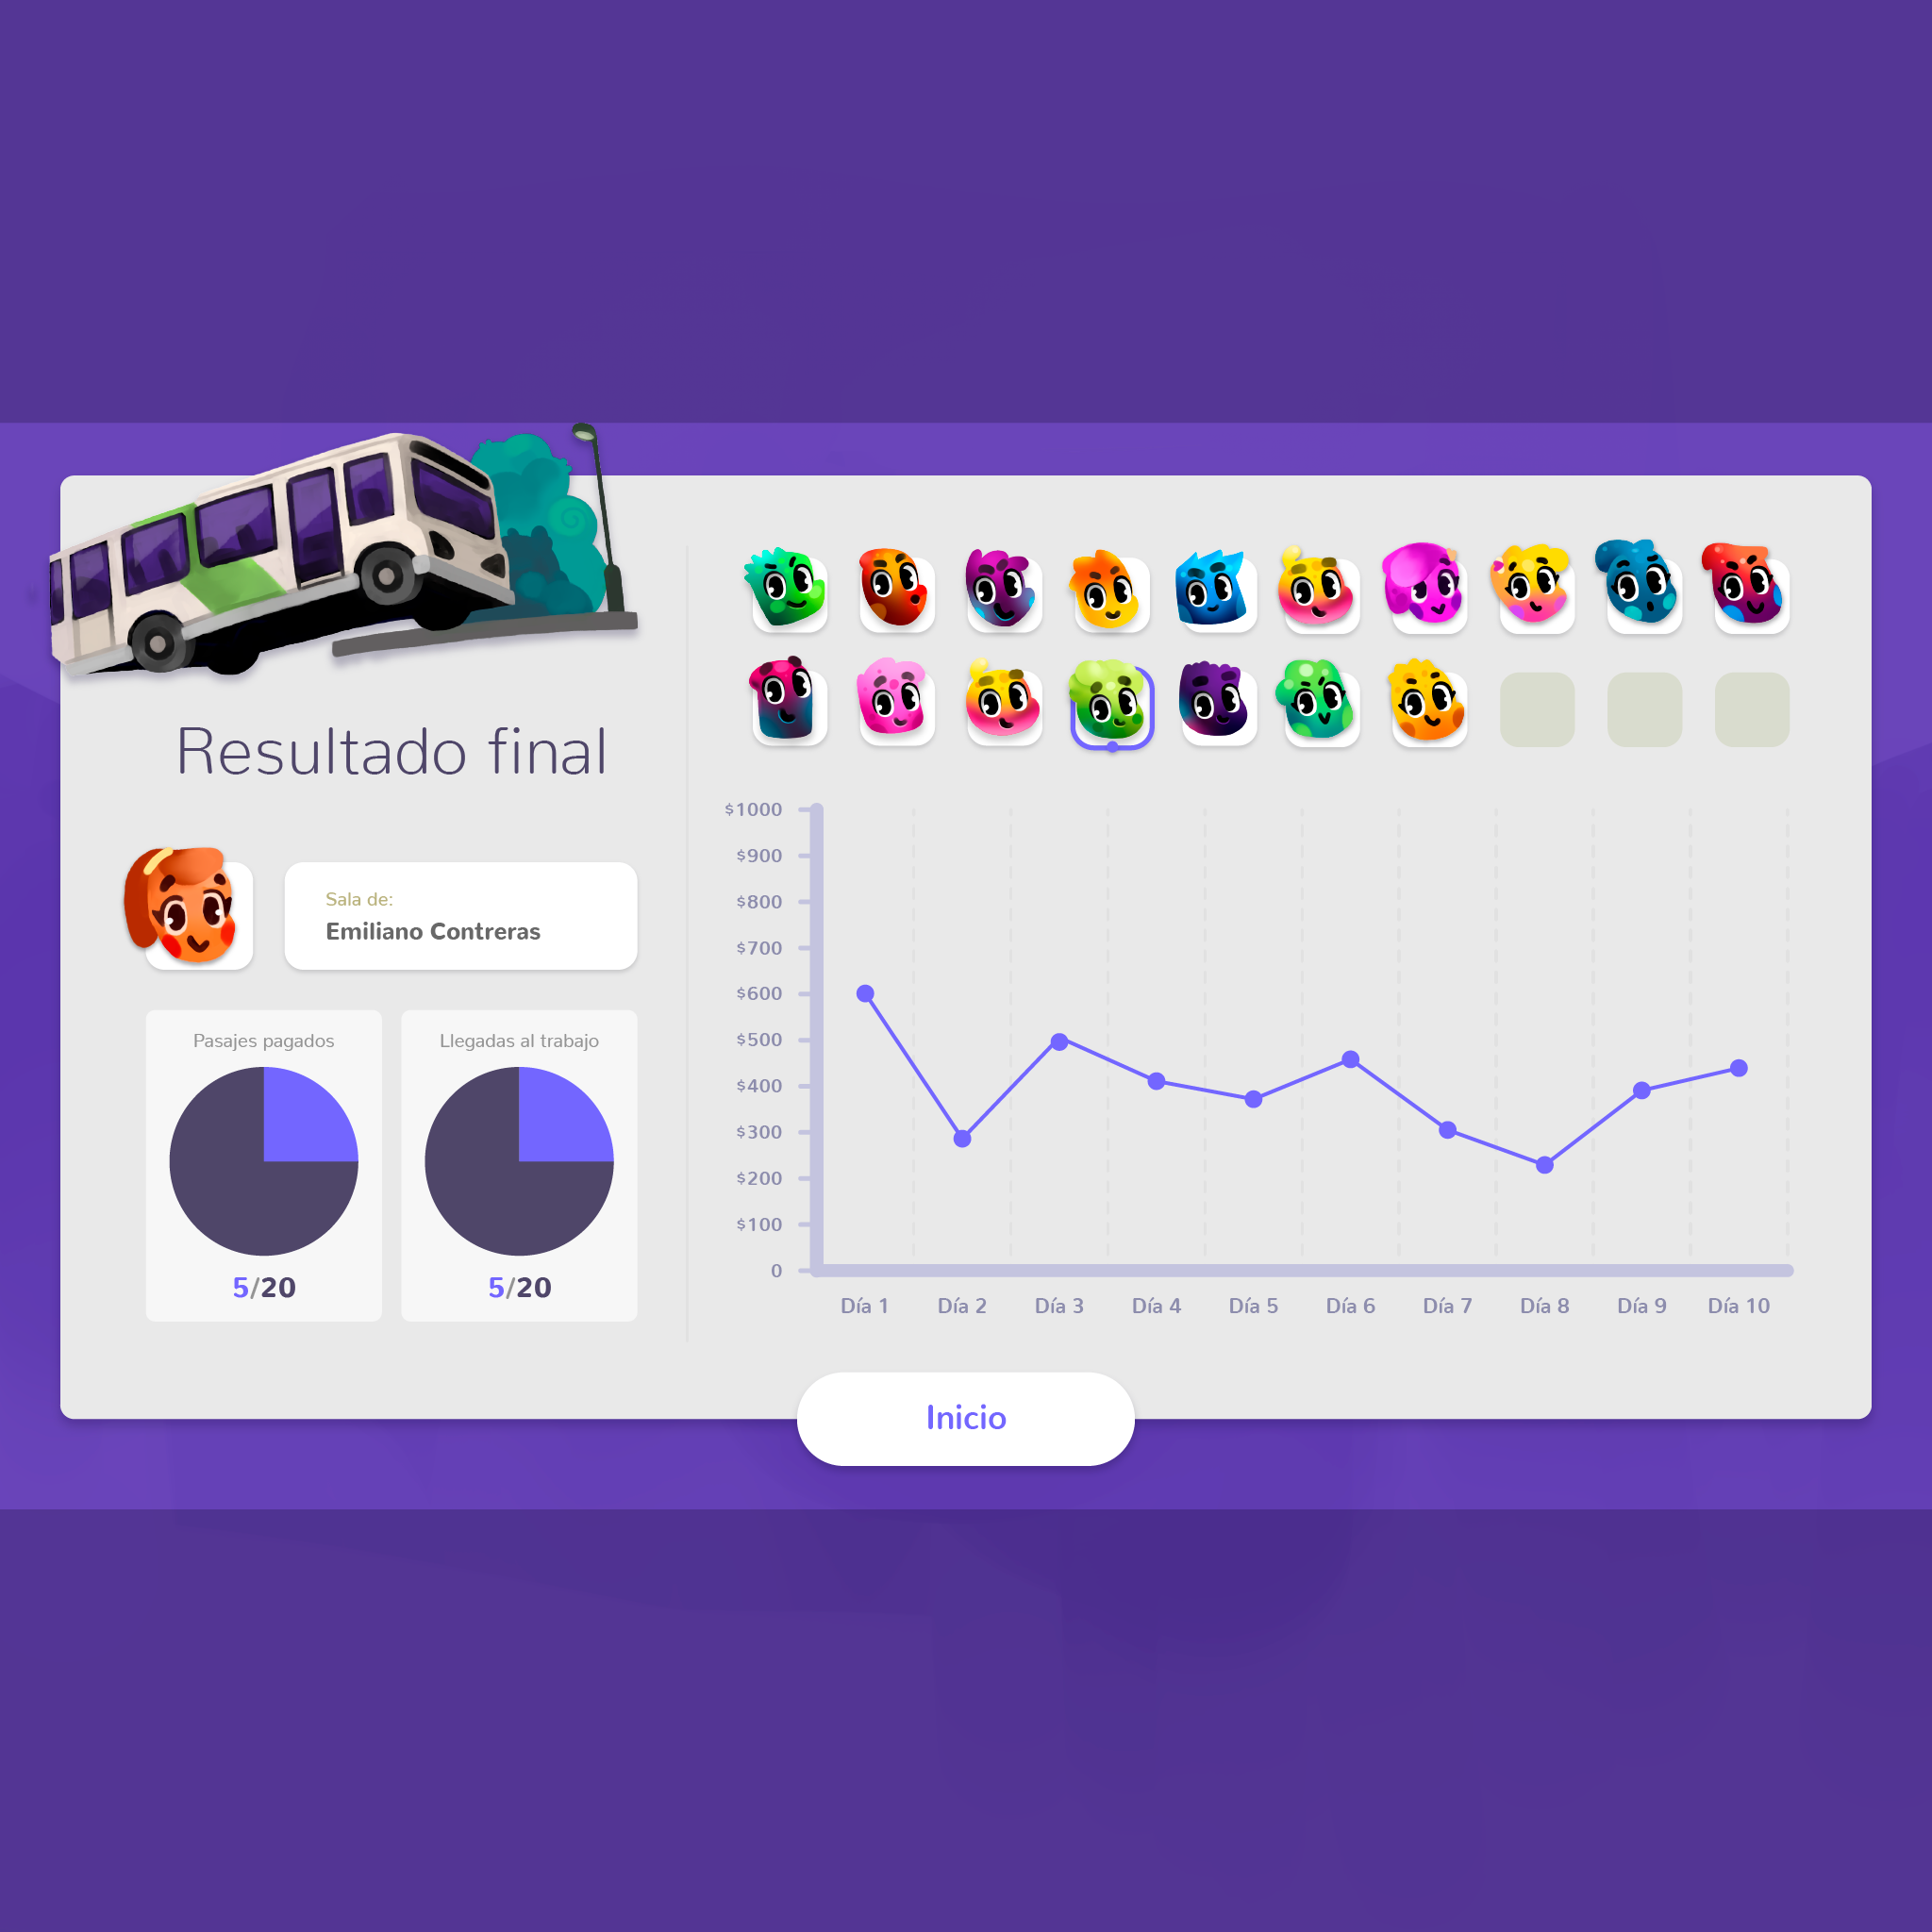 Resultado final
Sala de:
Emiliano Contreras
Pasajes pagados
5/20
Llegadas al trabajo
5/20
$1000
$900
$800
$700
$600
$500
$400
$300
$200
$100
0
Día 1 Día 2 Día 3 Día 4 Día 5 Día 6 Día 7 Día 8 Día 9 Día 10
Inicio